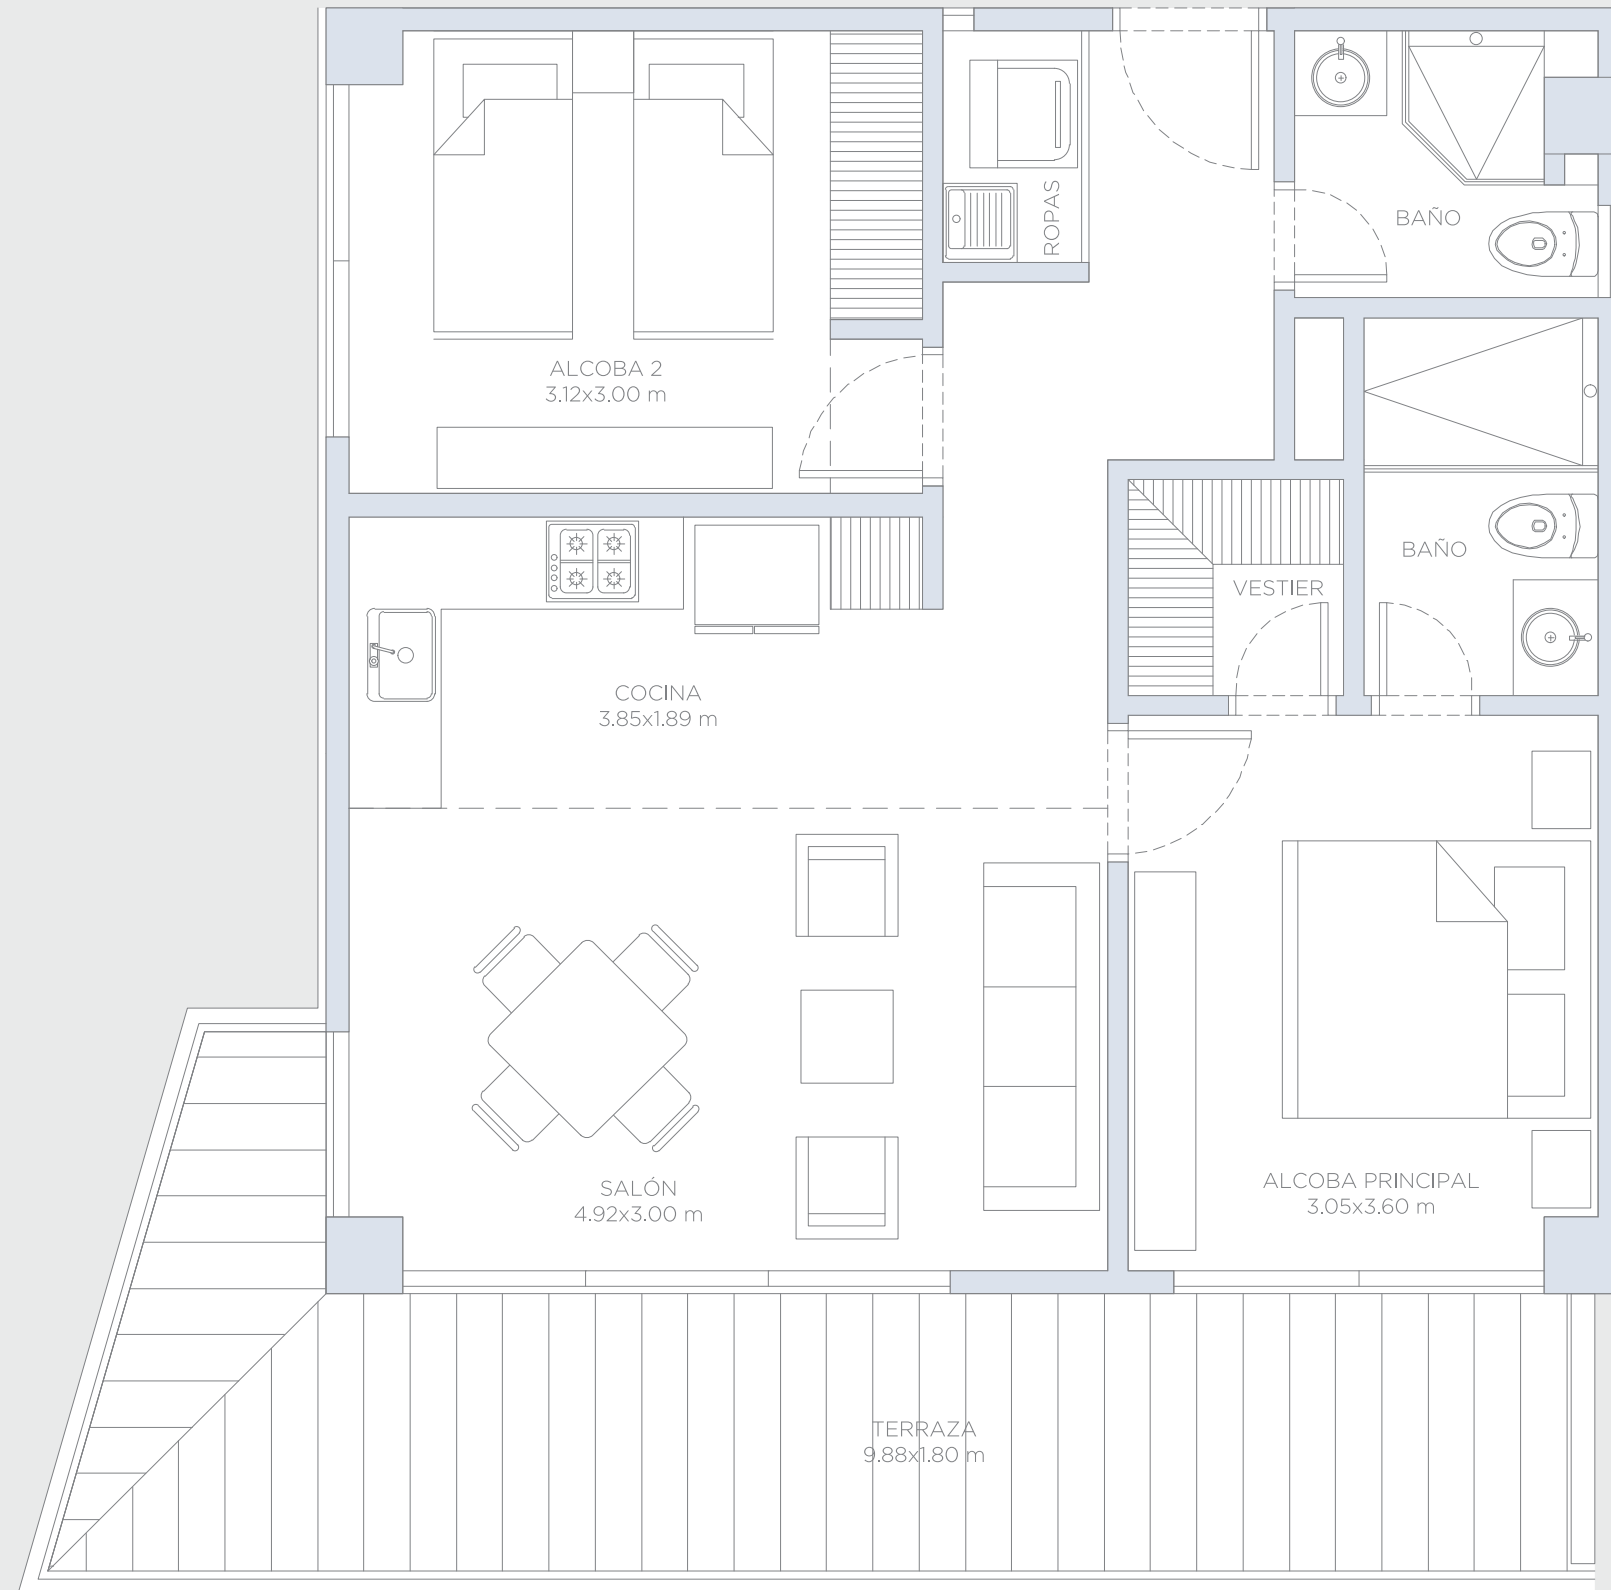 ROPAS
BAÑO
ALCOBA 2
3.12x3.00 m
BAÑO
VESTIER
COCINA
3.85x1.89 m
SALÓN
4.92x3.00 m
ALCOBA PRINCIPAL
3.05x3.60 m
TERRAZA
9.88x1.80 m